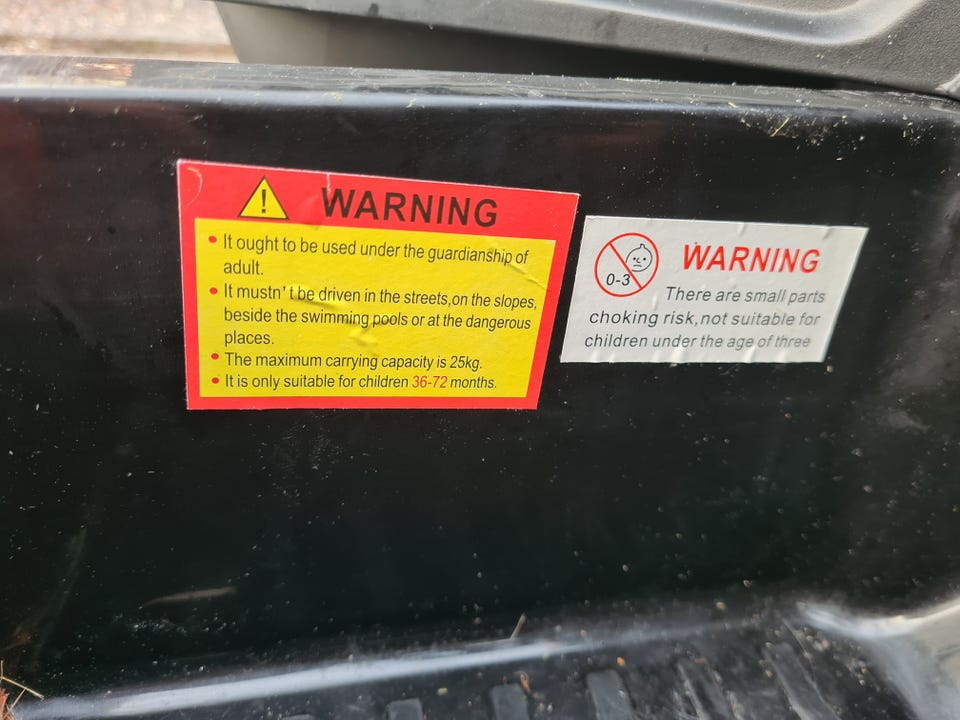 WARNING
• It ought to be used under the guardianship of
adult.
• It mustn't be driven in the streets,on the slopes,
beside the swimming pools or at the dangerous
places.
• The maximum carrying capacity is 25kg.
• It is only suitable for children 36-72 months.
0-3
WARNING
There are small parts
choking risk,not suitable for
children under the age of three